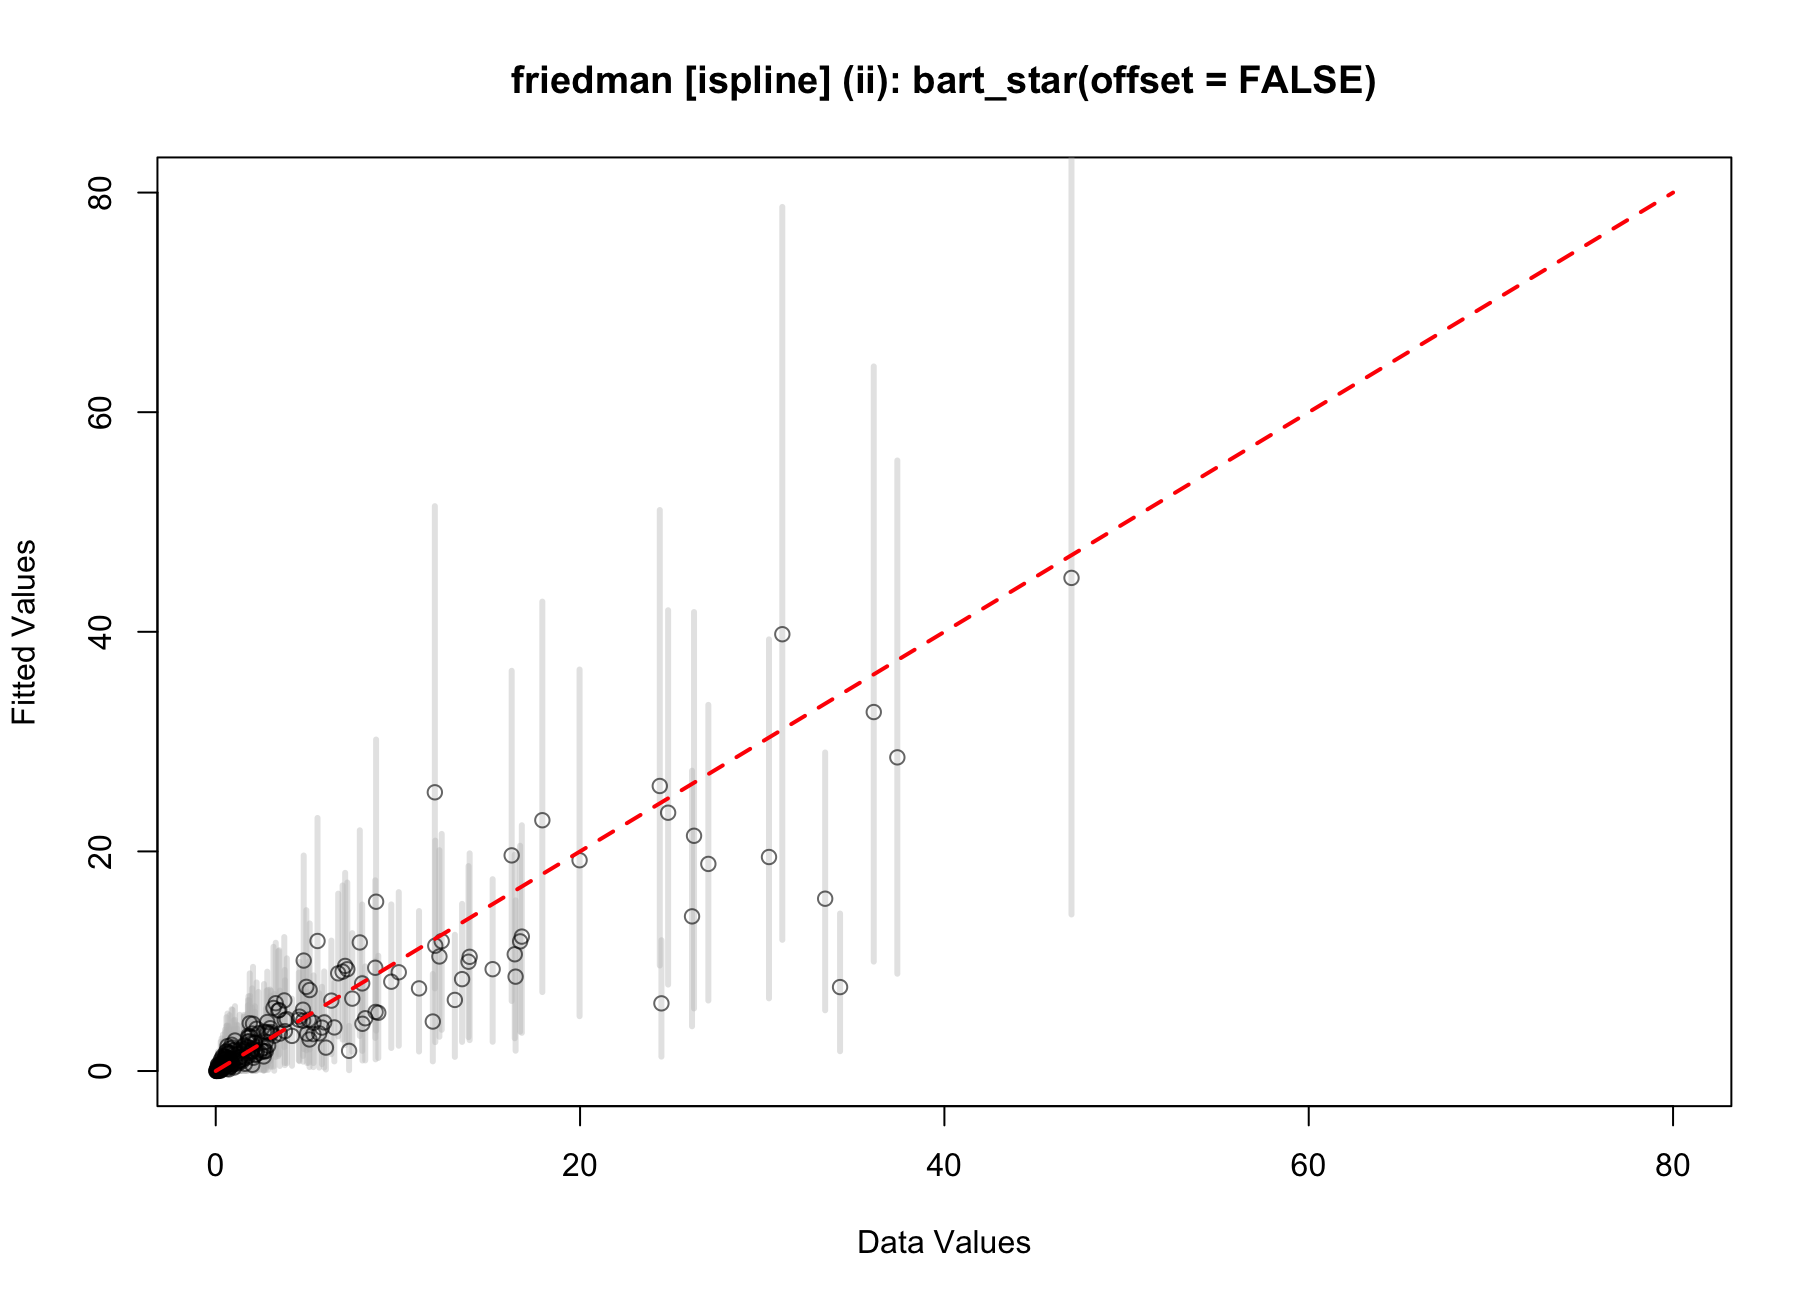 friedman [ispline] (ii): bart_star(offset = FALSE)
Fitted Values
80
60
40
20
0
0 20 40 60 80
Data Values